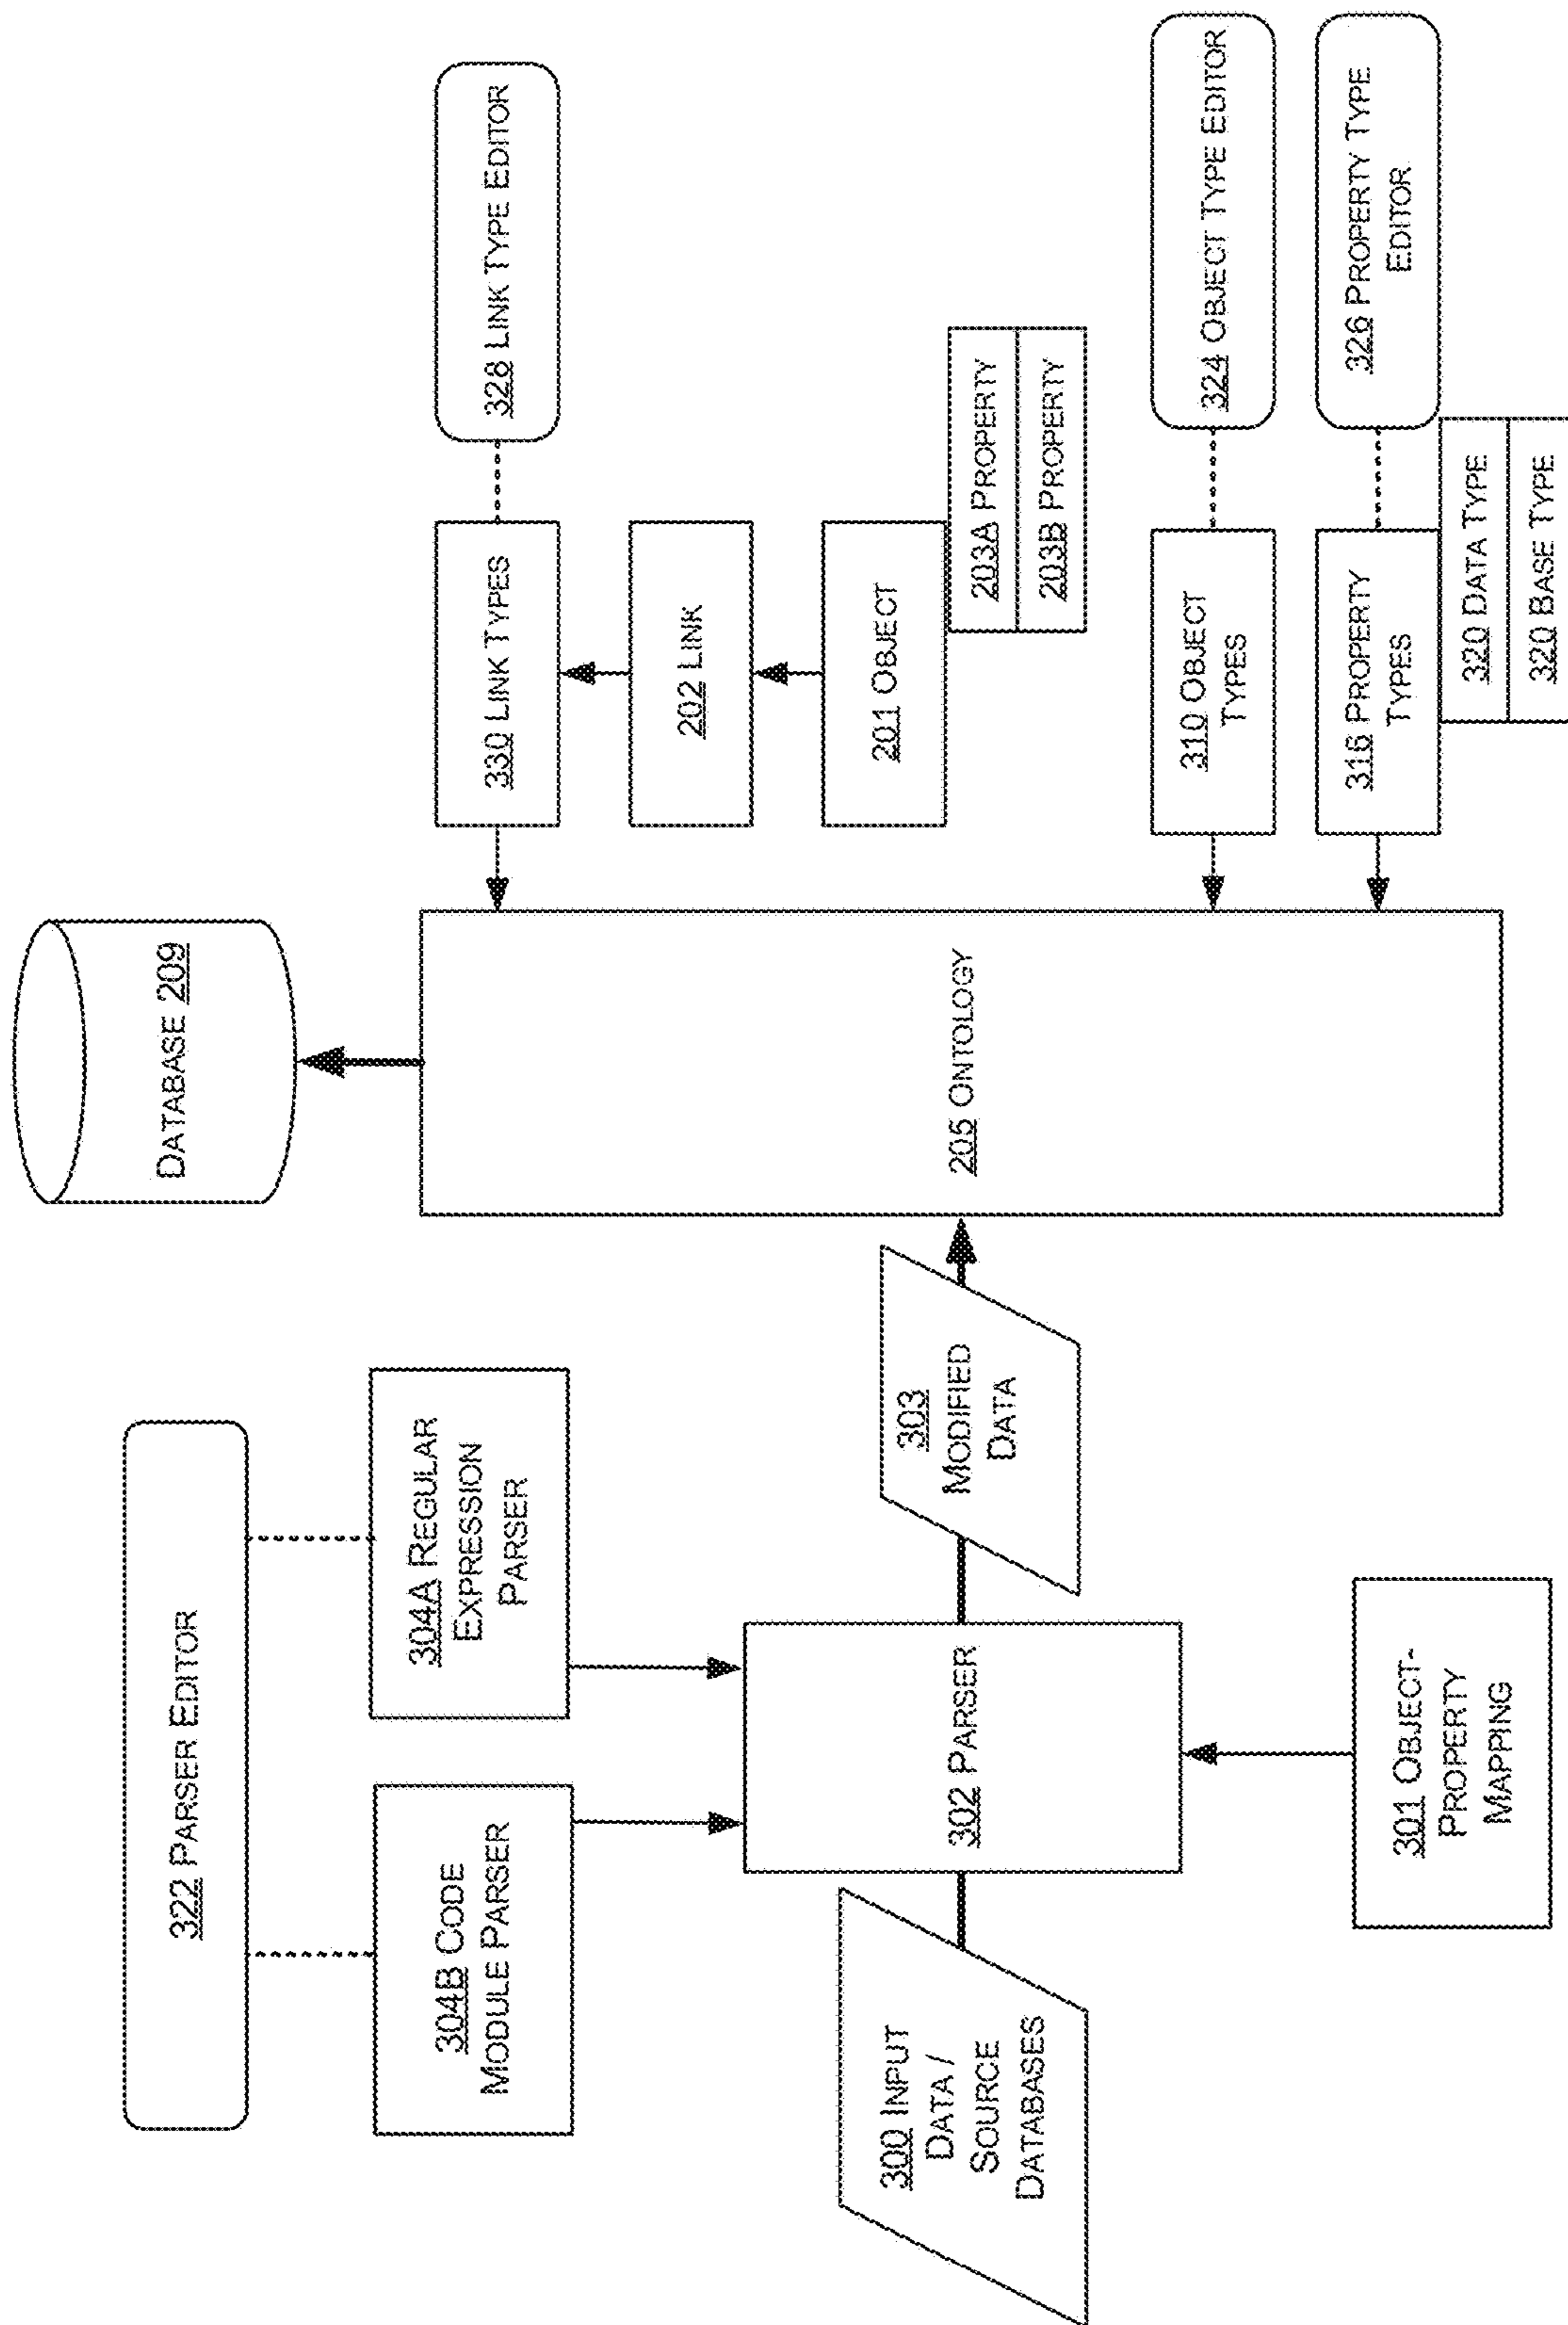 322 PARSER EDITOR
304B CODE
MODULE PARSER
304A REGULAR
EXPRESSION
PARSER
300 INPUT
DATA /
SOURCE
DATABASES
302 PARSER
303
MODIFIED
DATA
301 OBJECT-
PROPERTY
MAPPING
DATABASE 209
205 ONTOLOGY
330 LINK TYPES
328 LINK TYPE EDITOR
202 LINK
201 OBJECT
203A PROPERTY
203B PROPERTY
310 OBJECT
TYPES
324 OBJECT TYPE EDITOR
316 PROPERTY
TYPES
326 PROPERTY TYPE
EDITOR
320 DATA TYPE
320 BASE TYPE